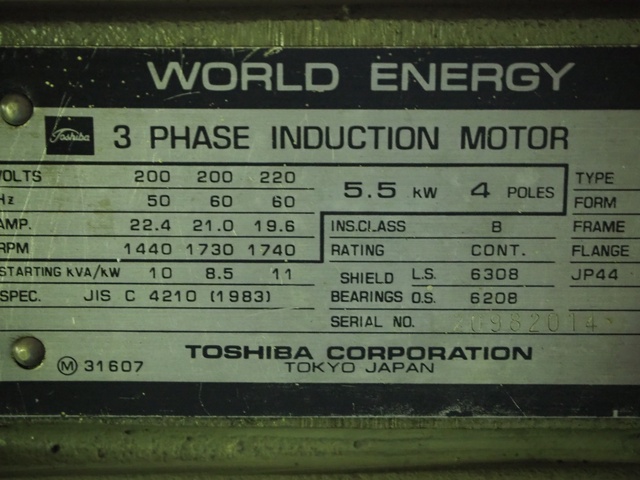 WORLD ENERGY
Toshiba 3 PHASE INDUCTION MOTOR
VOLTS 200 200 220 5.5 kW 4 POLES TYPE
Hz 50 60 60 FORM
AMP. 22.4 21.0 19.6 INS.CLASS B FRAME
RPM 1440 1730 1740 RATING CONT. FLANGE
STARTING kVA/kW 10 8.5 11 SHIELD L.S. 6308 JP44
SPEC. JIS C 4210 (1983) BEARINGS O.S. 6208
SERIAL NO. 20982014
TOSHIBA CORPORATION
M 31607 TOKYO JAPAN